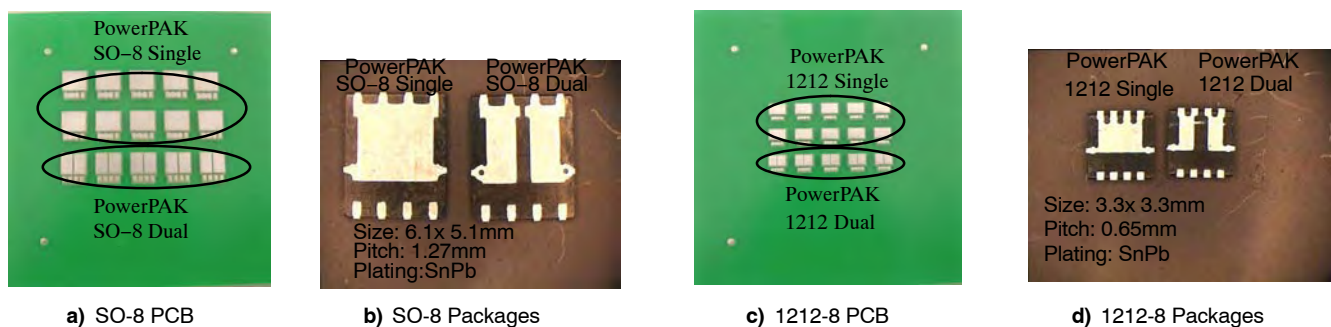 PowerPAK
SO−8 Single
PowerPAK
SO−8 Dual
a) SO-8 PCB
PowerPAK
SO−8 Single
PowerPAK
SO−8 Dual
Size: 6.1x 5.1mm
Pitch: 1.27mm
Plating:SnPb
b) SO-8 Packages
PowerPAK
1212 Single
PowerPAK
1212 Dual
c) 1212-8 PCB
PowerPAK
1212 Single
PowerPAK
1212 Dual
Size: 3.3x 3.3mm
Pitch: 0.65mm
Plating: SnPb
d) 1212-8 Packages